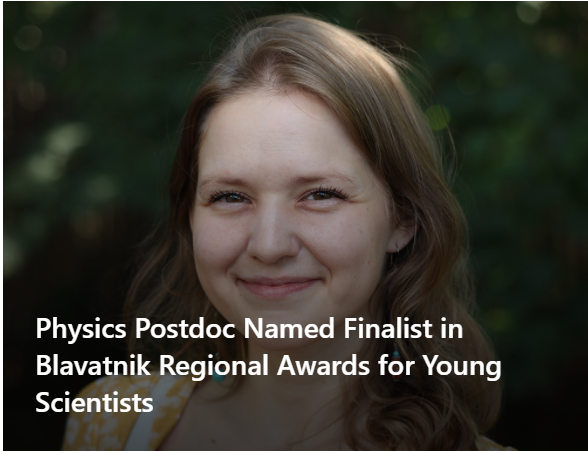 Physics Postdoc Named Finalist in
Blavatnik Regional Awards for Young
Scientists